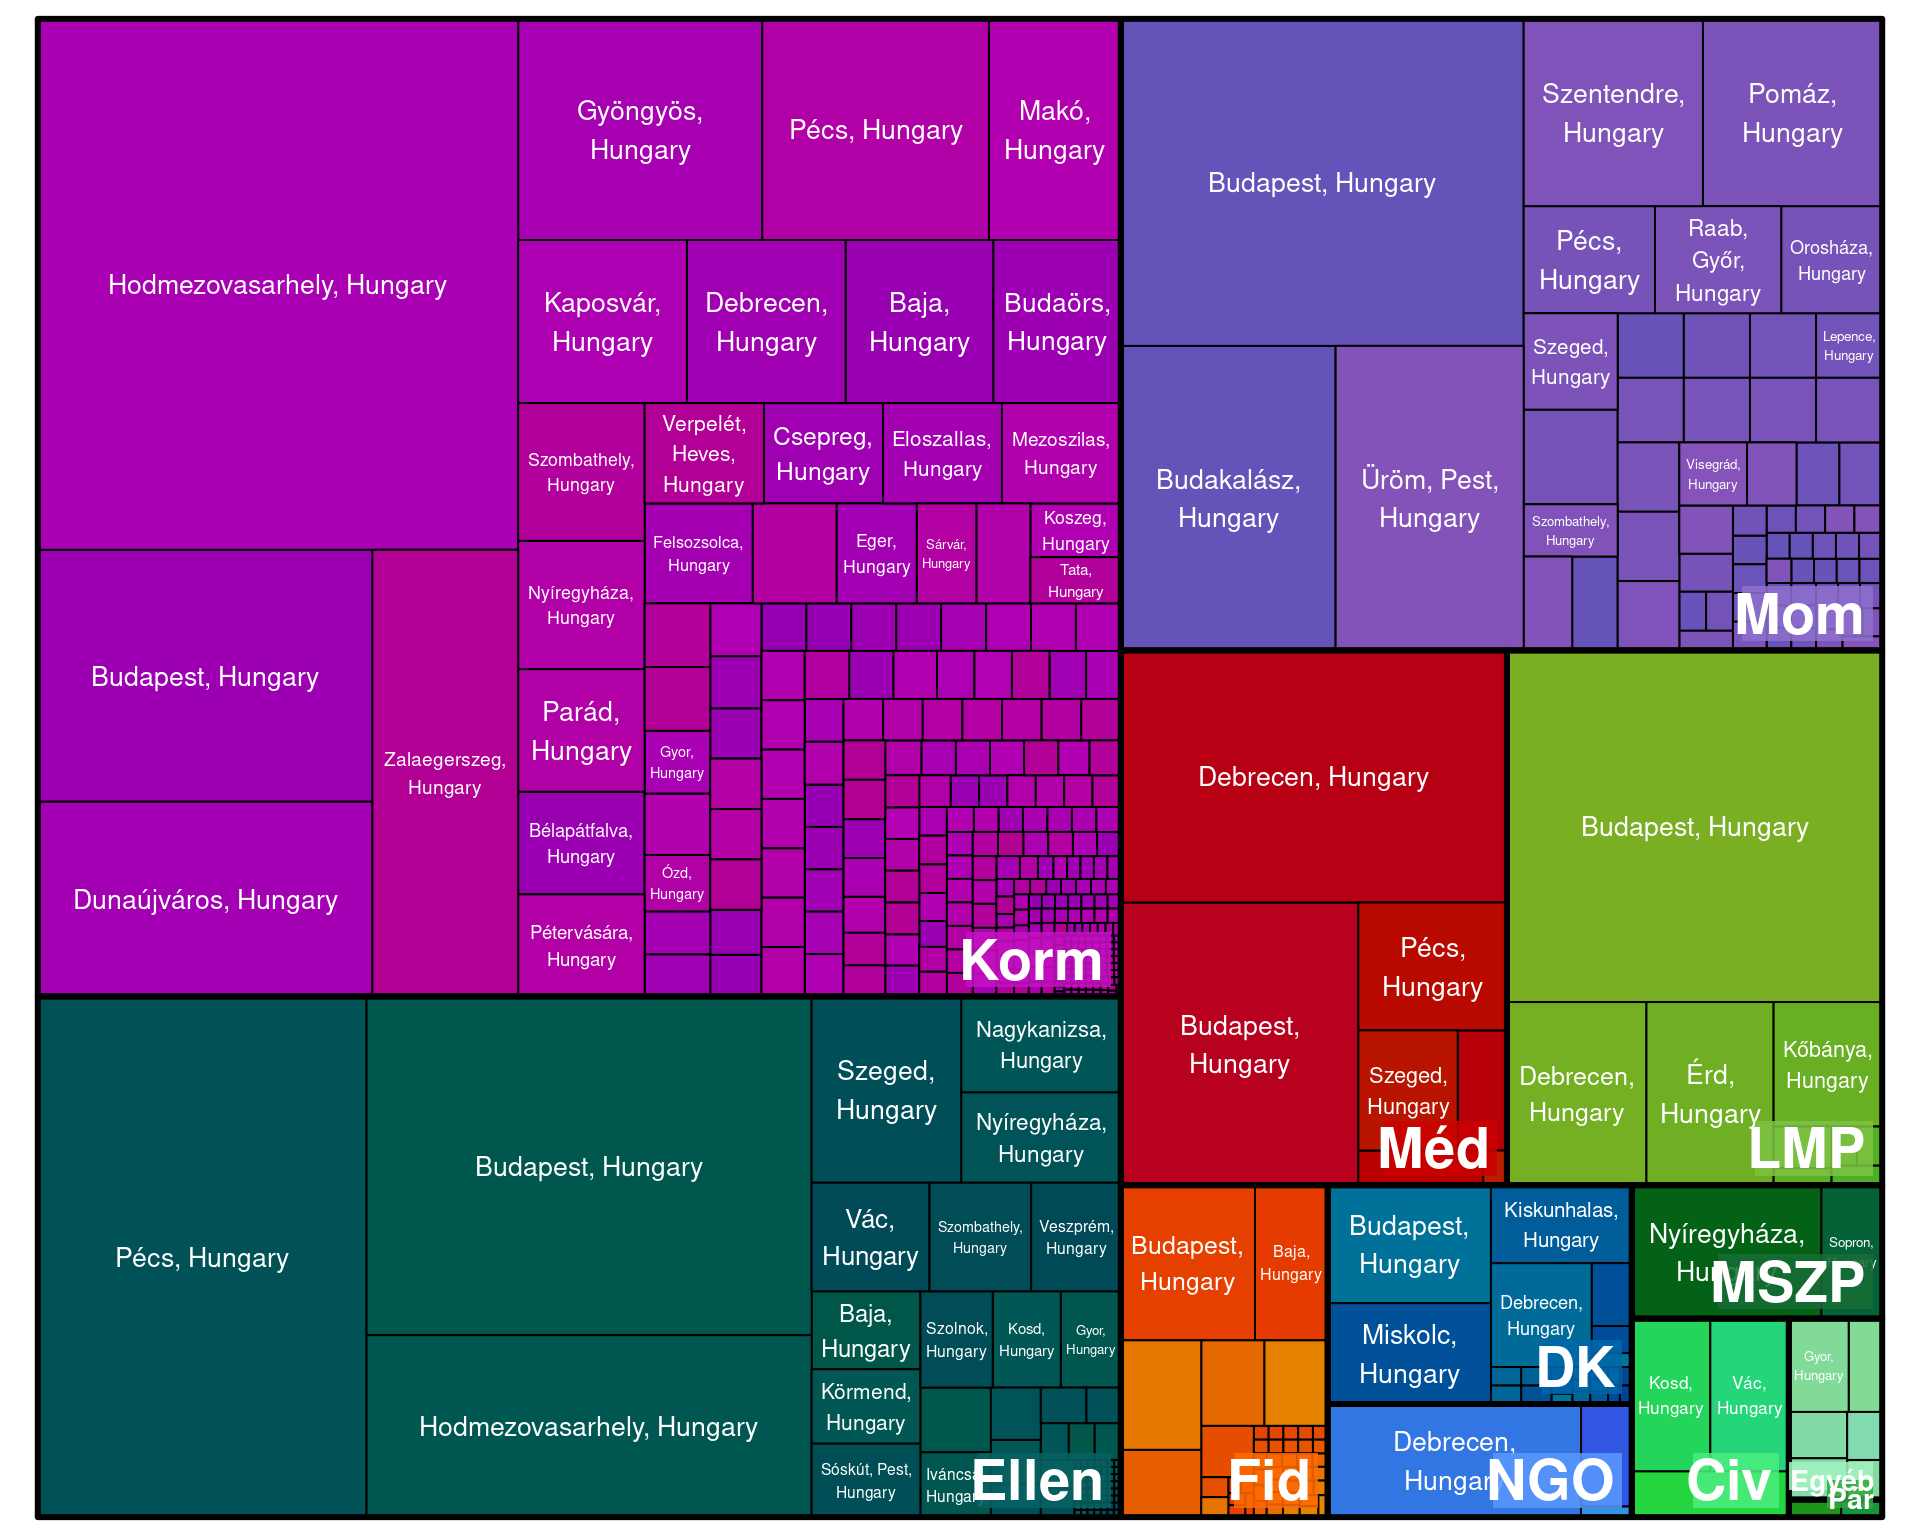 Hodmezovasarhely, Hungary
Gyöngyös,
Hungary
Pécs, Hungary
Makó,
Hungary
Kaposvár,
Hungary
Debrecen,
Hungary
Baja,
Hungary
Budaörs,
Hungary
Szombathely,
Hungary
Verpelét,
Heves,
Hungary
Csepreg,
Hungary
Eloszallas,
Hungary
Mezoszilas,
Hungary
Felsozsolca,
Hungary
Eger,
Hungary
Sárvár,
Hungary
Koszeg,
Hungary
Tata,
Hungary
Nyíregyháza,
Hungary
Budapest, Hungary
Zalaegerszeg,
Hungary
Dunaújváros, Hungary
Parád,
Hungary
Gyor,
Hungary
Bélapátfalva,
Hungary
Ózd,
Hungary
Pétervására,
Hungary
Korm
Budapest, Hungary
Szentendre,
Hungary
Pomáz,
Hungary
Pécs,
Hungary
Raab,
Győr,
Hungary
Orosháza,
Hungary
Szeged,
Hungary
Lepence,
Hungary
Budakalász,
Hungary
Üröm, Pest,
Hungary
Visegrád,
Hungary
Szombathely,
Hungary
Mom
Debrecen, Hungary
Budapest,
Hungary
Pécs,
Hungary
Szeged,
Hungary
Méd
Budapest, Hungary
Debrecen,
Hungary
Érd,
Hungary
Kőbánya,
Hungary
LMP
Pécs, Hungary
Budapest, Hungary
Hodmezovasarhely, Hungary
Szeged,
Hungary
Nagykanizsa,
Hungary
Nyíregyháza,
Hungary
Vác,
Hungary
Szombathely,
Hungary
Veszprém,
Hungary
Baja,
Hungary
Szolnok,
Hungary
Kosd,
Hungary
Gyor,
Hungary
Körmend,
Hungary
Sóskút, Pest,
Hungary
Iváncsa
Hungary
Ellen
Budapest,
Hungary
Baja,
Hungary
Fid
Budapest,
Hungary
Kiskunhalas,
Hungary
Debrecen,
Hungary
Miskolc,
Hungary
DK
Debrecen,
Hungary
NGO
Nyíregyháza,
Sopron,
MSZP
Kosd,
Hungary
Vác,
Hungary
Civ
Gyor,
Hungary
Egyéb
Pár